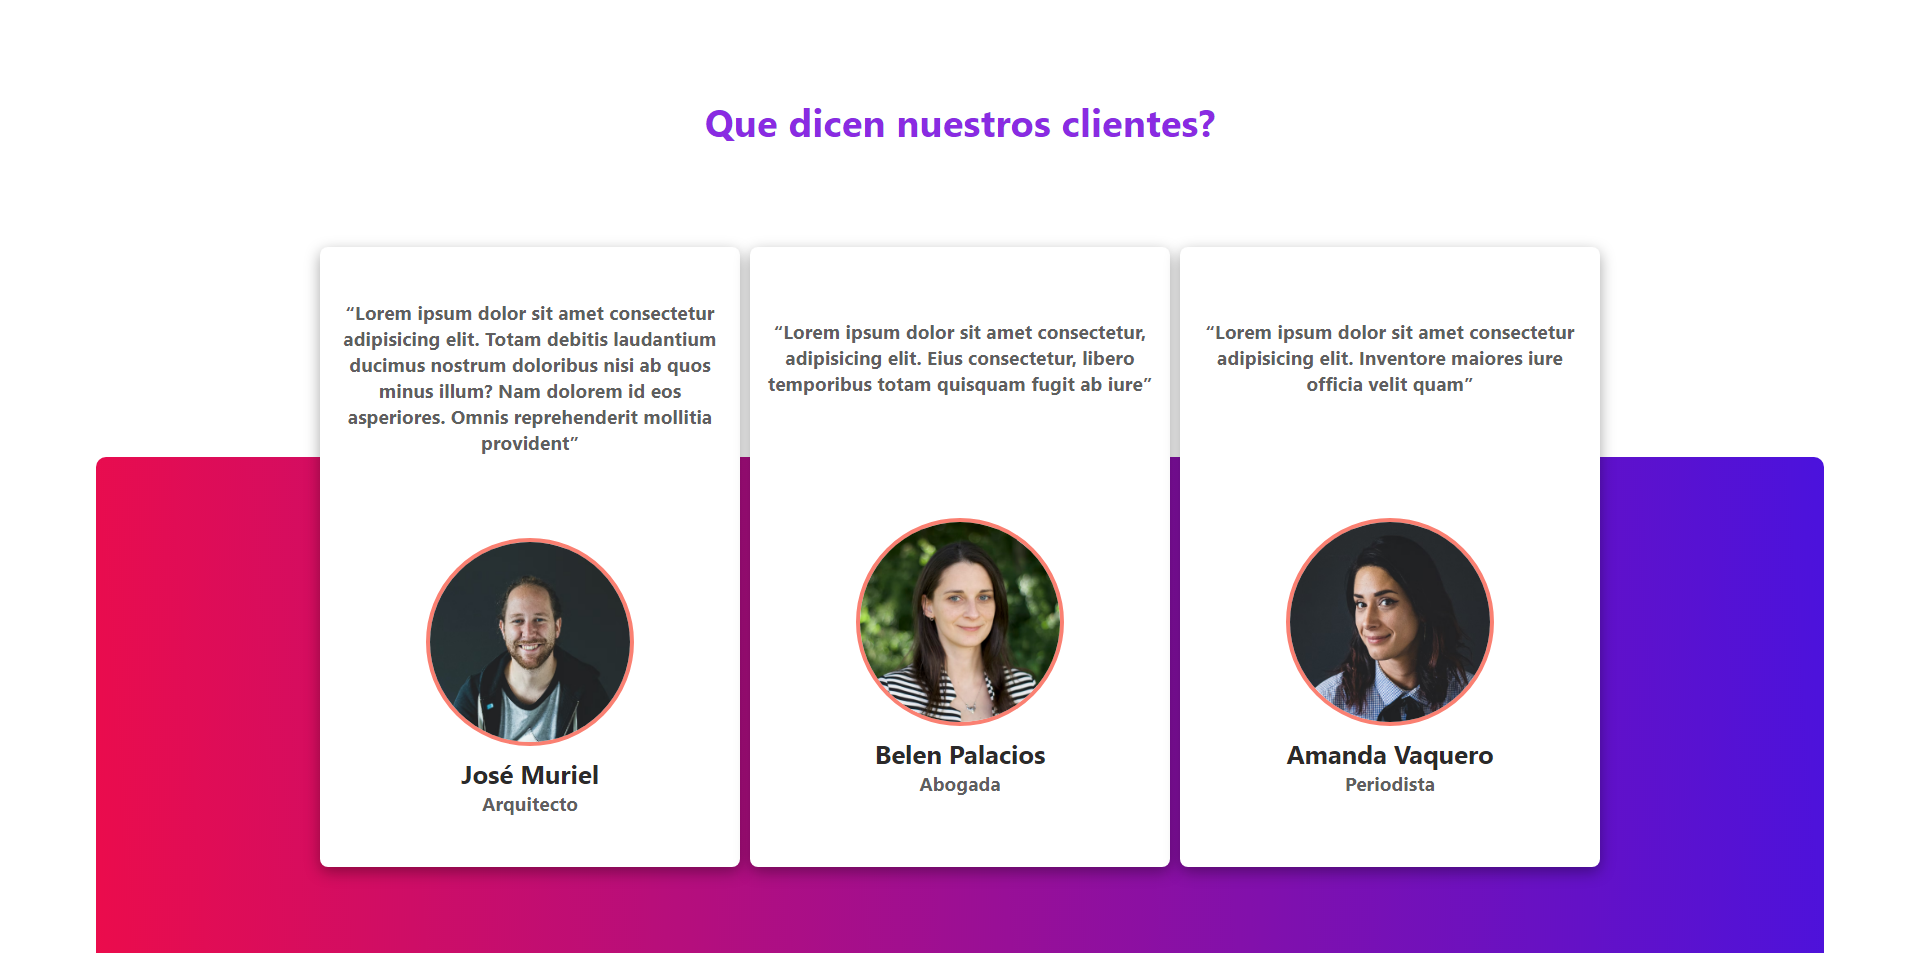 Que dicen nuestros clientes?
“Lorem ipsum dolor sit amet consectetur
adipisicing elit. Totam debitis laudantium
ducimus nostrum doloribus nisi ab quos
minus illum? Nam dolorem id eos
asperiores. Omnis reprehenderit mollitia
provident”
José Muriel
Arquitecto
“Lorem ipsum dolor sit amet consectetur,
adipisicing elit. Eius consectetur, libero
temporibus totam quisquam fugit ab iure”
Belen Palacios
Abogada
“Lorem ipsum dolor sit amet consectetur
adipisicing elit. Inventore maiores iure
officia velit quam”
Amanda Vaquero
Periodista